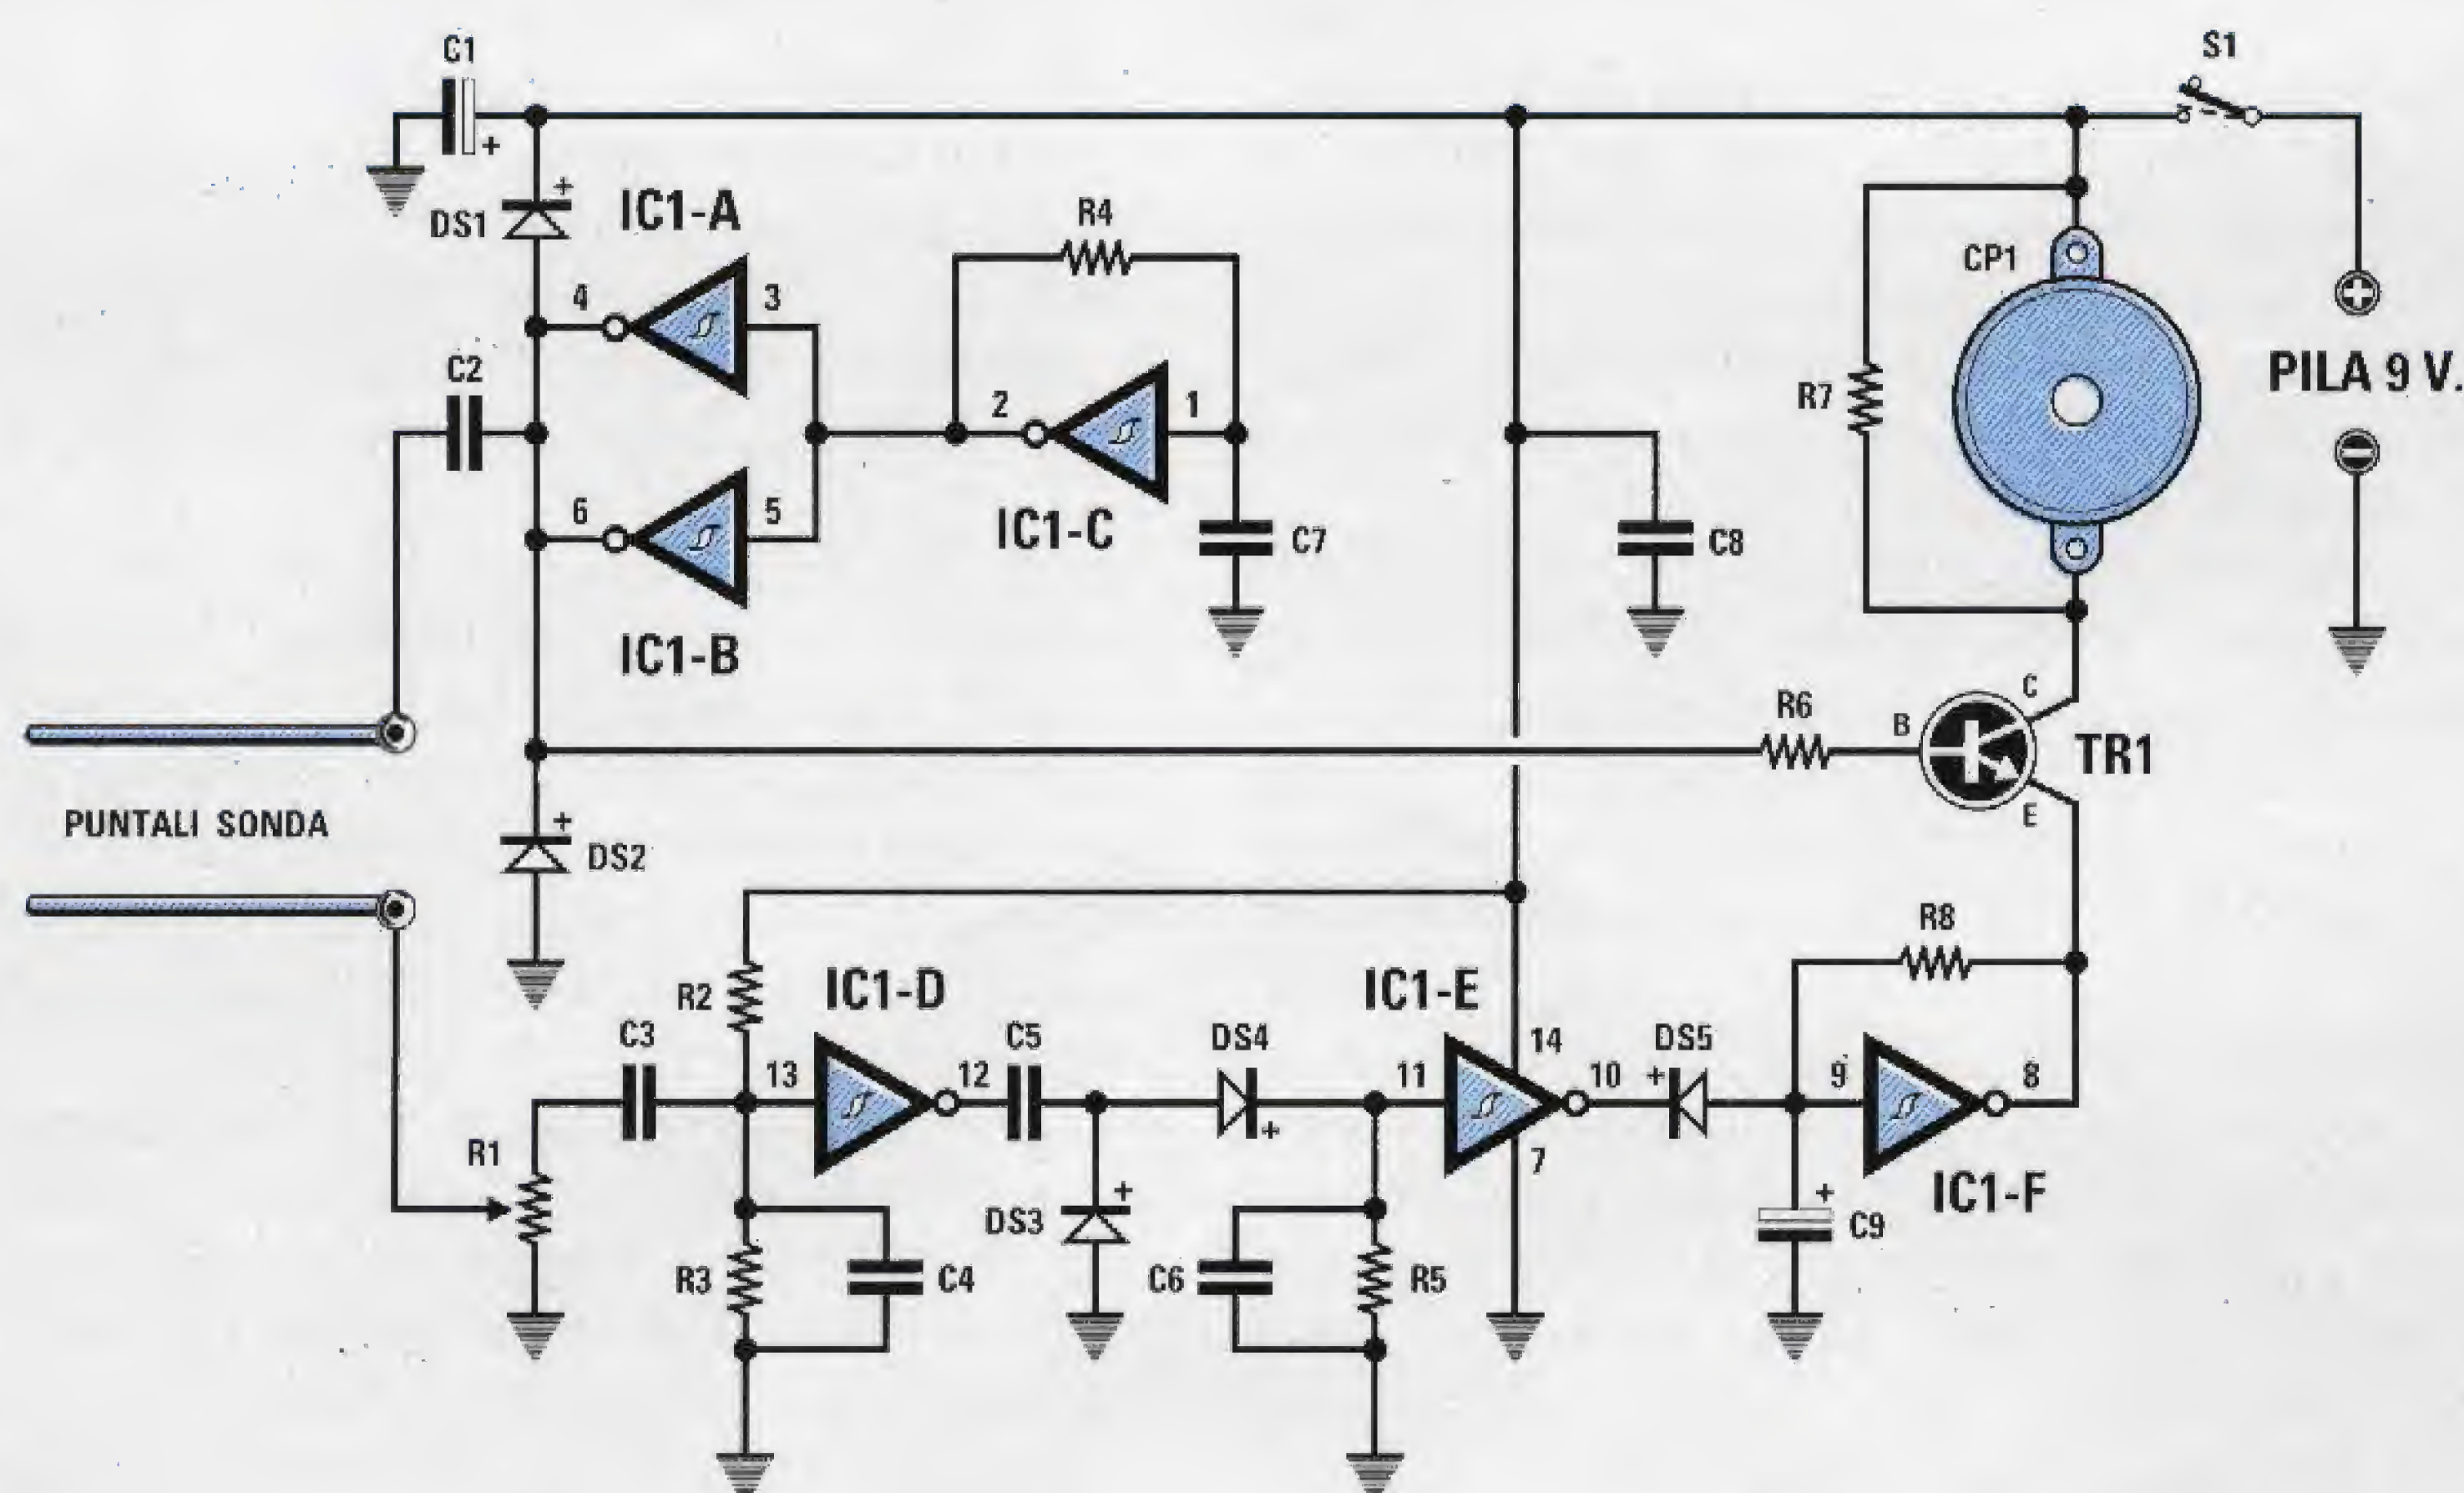 C1
+
S1
DS1
+
IC1-A
R4
CP1
4
3
PILA 9 V.
C2
R7
2
1
6
5
IC1-C
C7
C8
IC1-B
R6
C
B
TR1
E
PUNTALI SONDA
+
DS2
R8
R2
IC1-D
IC1-E
C3
C5
DS4
14
DS5
13
12
11
10
+
9
8
+
R1
7
IC1-F
DS3
+
+
C9
R3
C4
C6
R5